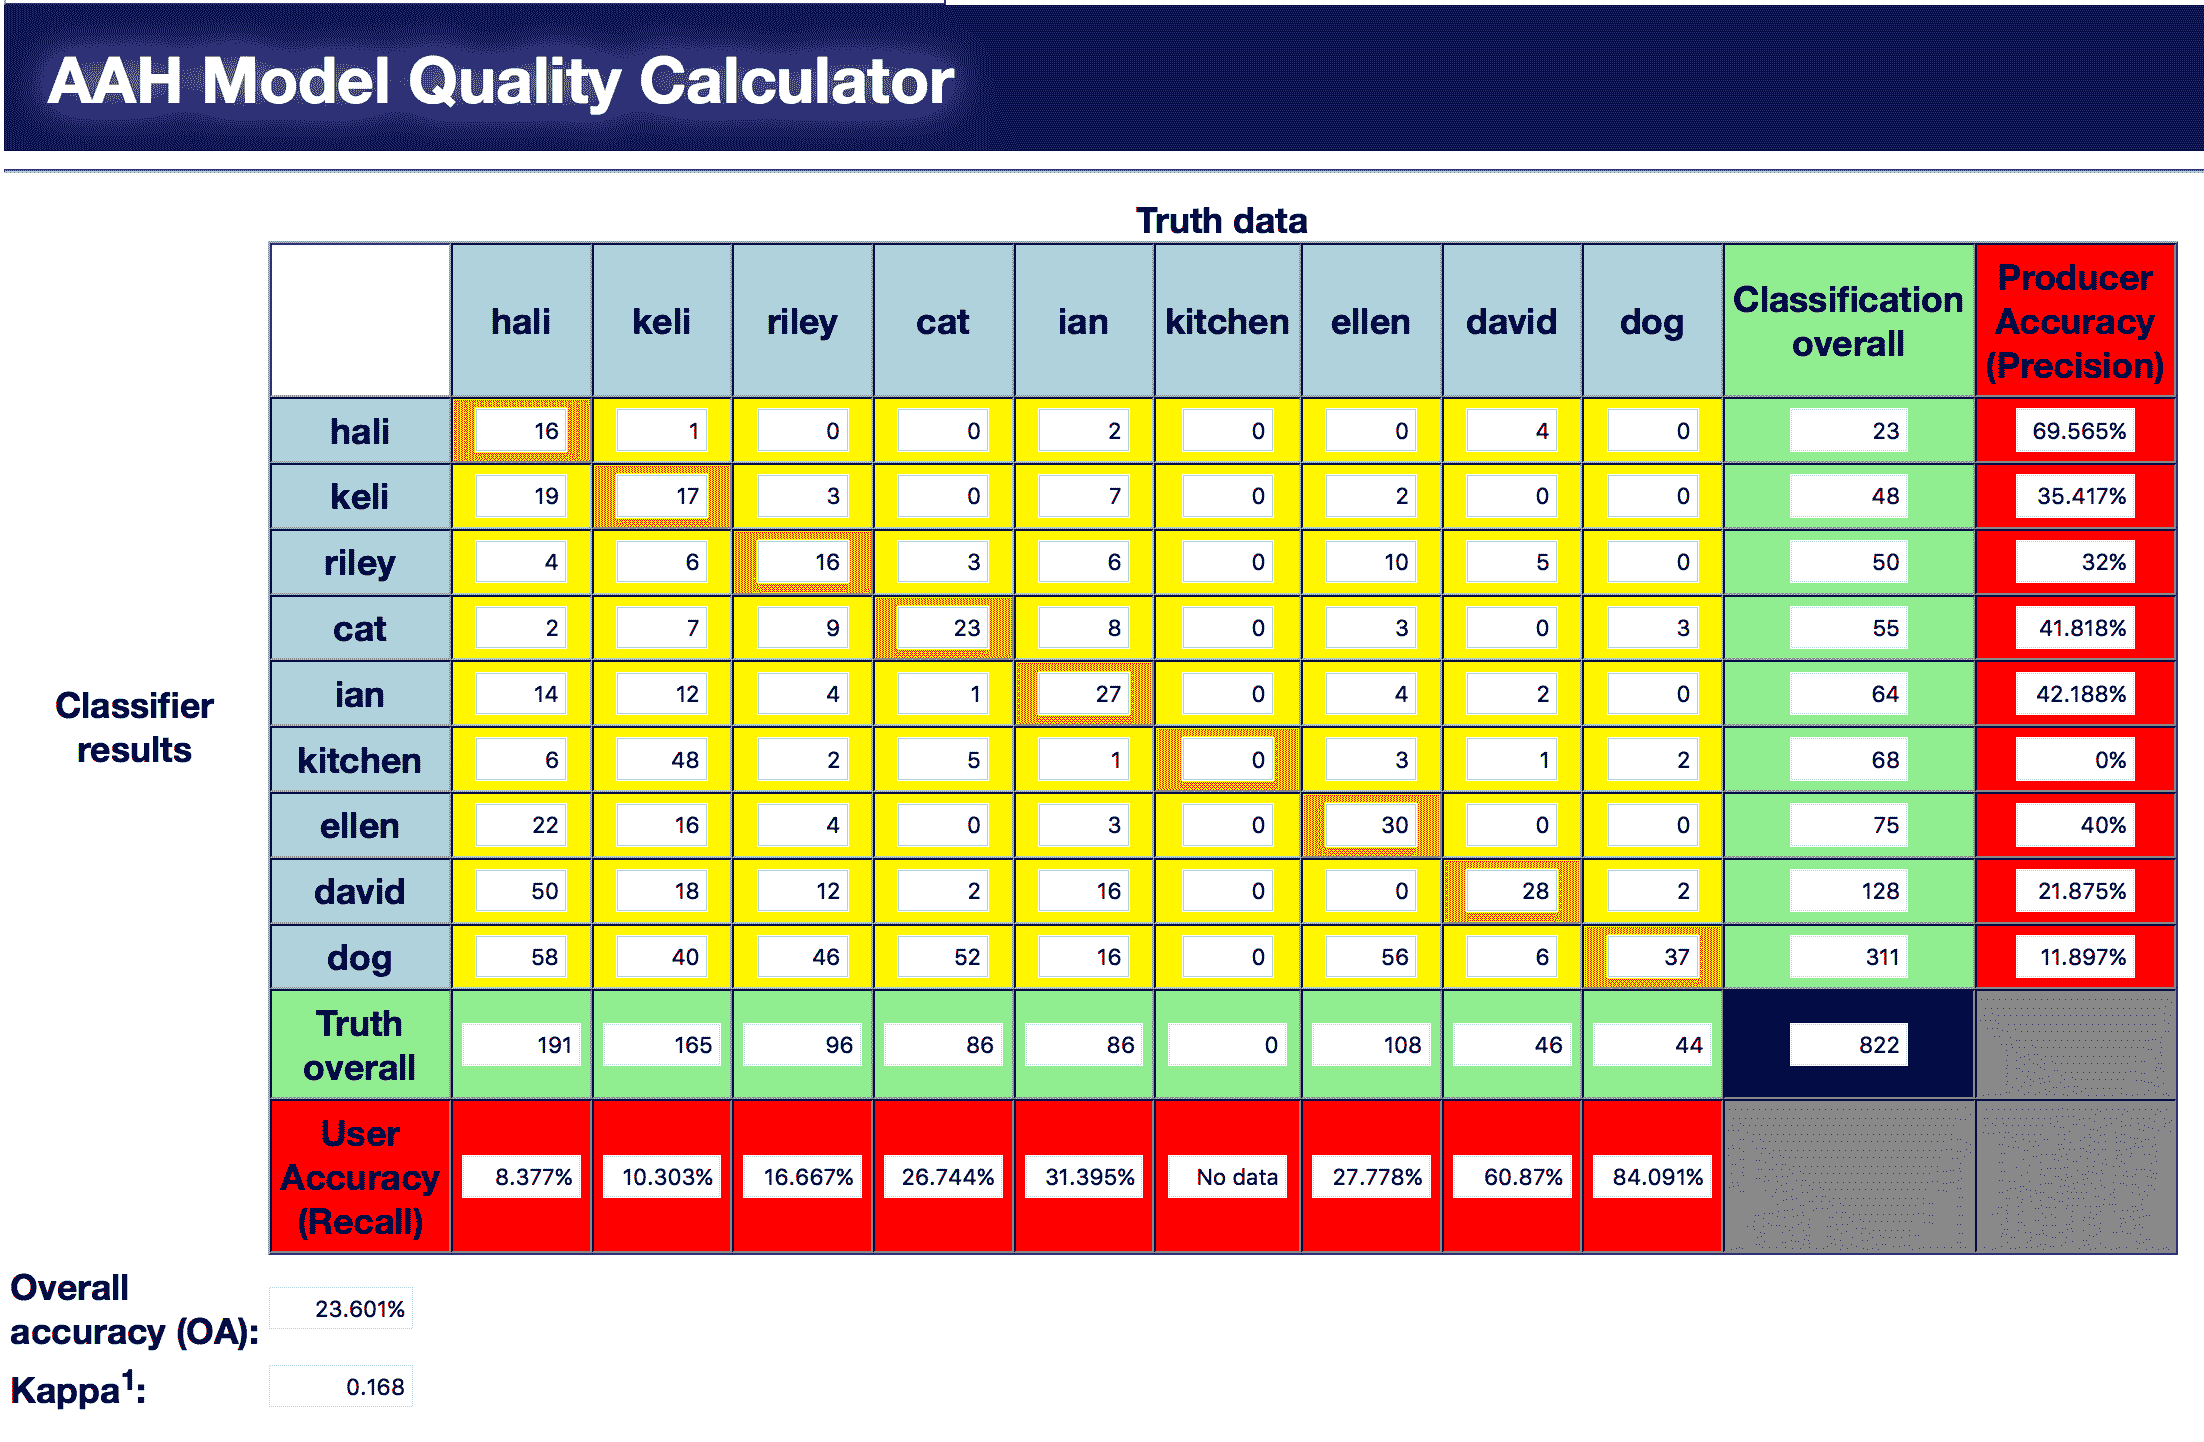 AAH Model Quality Calculator
Truth data
hali keli riley cat ian kitchen ellen david dog Classification overall Producer Accuracy (Precision)
Classifier results
hali 16 1 0 0 2 0 0 4 0 23 69.565%
keli 19 17 3 0 7 0 2 0 0 48 35.417%
riley 4 6 16 3 6 0 10 5 0 50 32%
cat 2 7 9 23 8 0 3 0 3 55 41.818%
ian 14 12 4 1 27 0 4 2 0 64 42.188%
kitchen 6 48 2 5 1 0 3 1 2 68 0%
ellen 22 16 4 0 3 0 30 0 0 75 40%
david 50 18 12 2 16 0 0 28 2 128 21.875%
dog 58 40 46 52 16 0 56 6 37 311 11.897%
Truth overall 191 165 96 86 86 0 108 46 44 822
User Accuracy (Recall) 8.377% 10.303% 16.667% 26.744% 31.395% No data 27.778% 60.87% 84.091%
Overall accuracy (OA): 23.601%
Kappa¹: 0.168